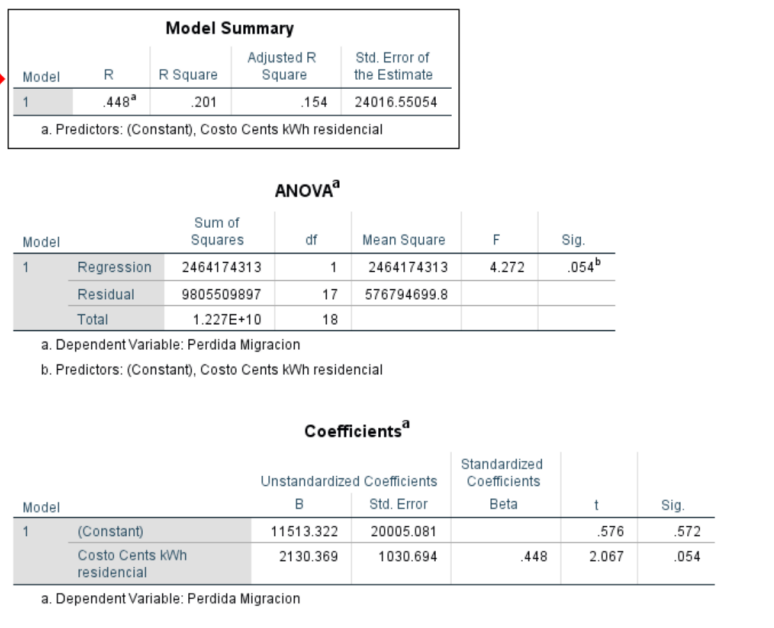 Model Summary
Model R R Square Adjusted R Square Std. Error of the Estimate
1 .448a .201 .154 24016.55054
a. Predictors: (Constant), Costo Cents kWh residencial
ANOVAa
Model Sum of Squares df Mean Square F Sig.
1 Regression 2464174313 1 2464174313 4.272 .054b
Residual 9805509897 17 576794699.8
Total 1.227E+10 18
a. Dependent Variable: Perdida Migracion
b. Predictors: (Constant), Costo Cents kWh residencial
Coefficientsa
Unstandardized Coefficients Standardized Coefficients
Model B Std. Error Beta t Sig.
1 (Constant) 11513.322 20005.081 .576 .572
Costo Cents kWh residencial 2130.369 1030.694 .448 2.067 .054
a. Dependent Variable: Perdida Migracion